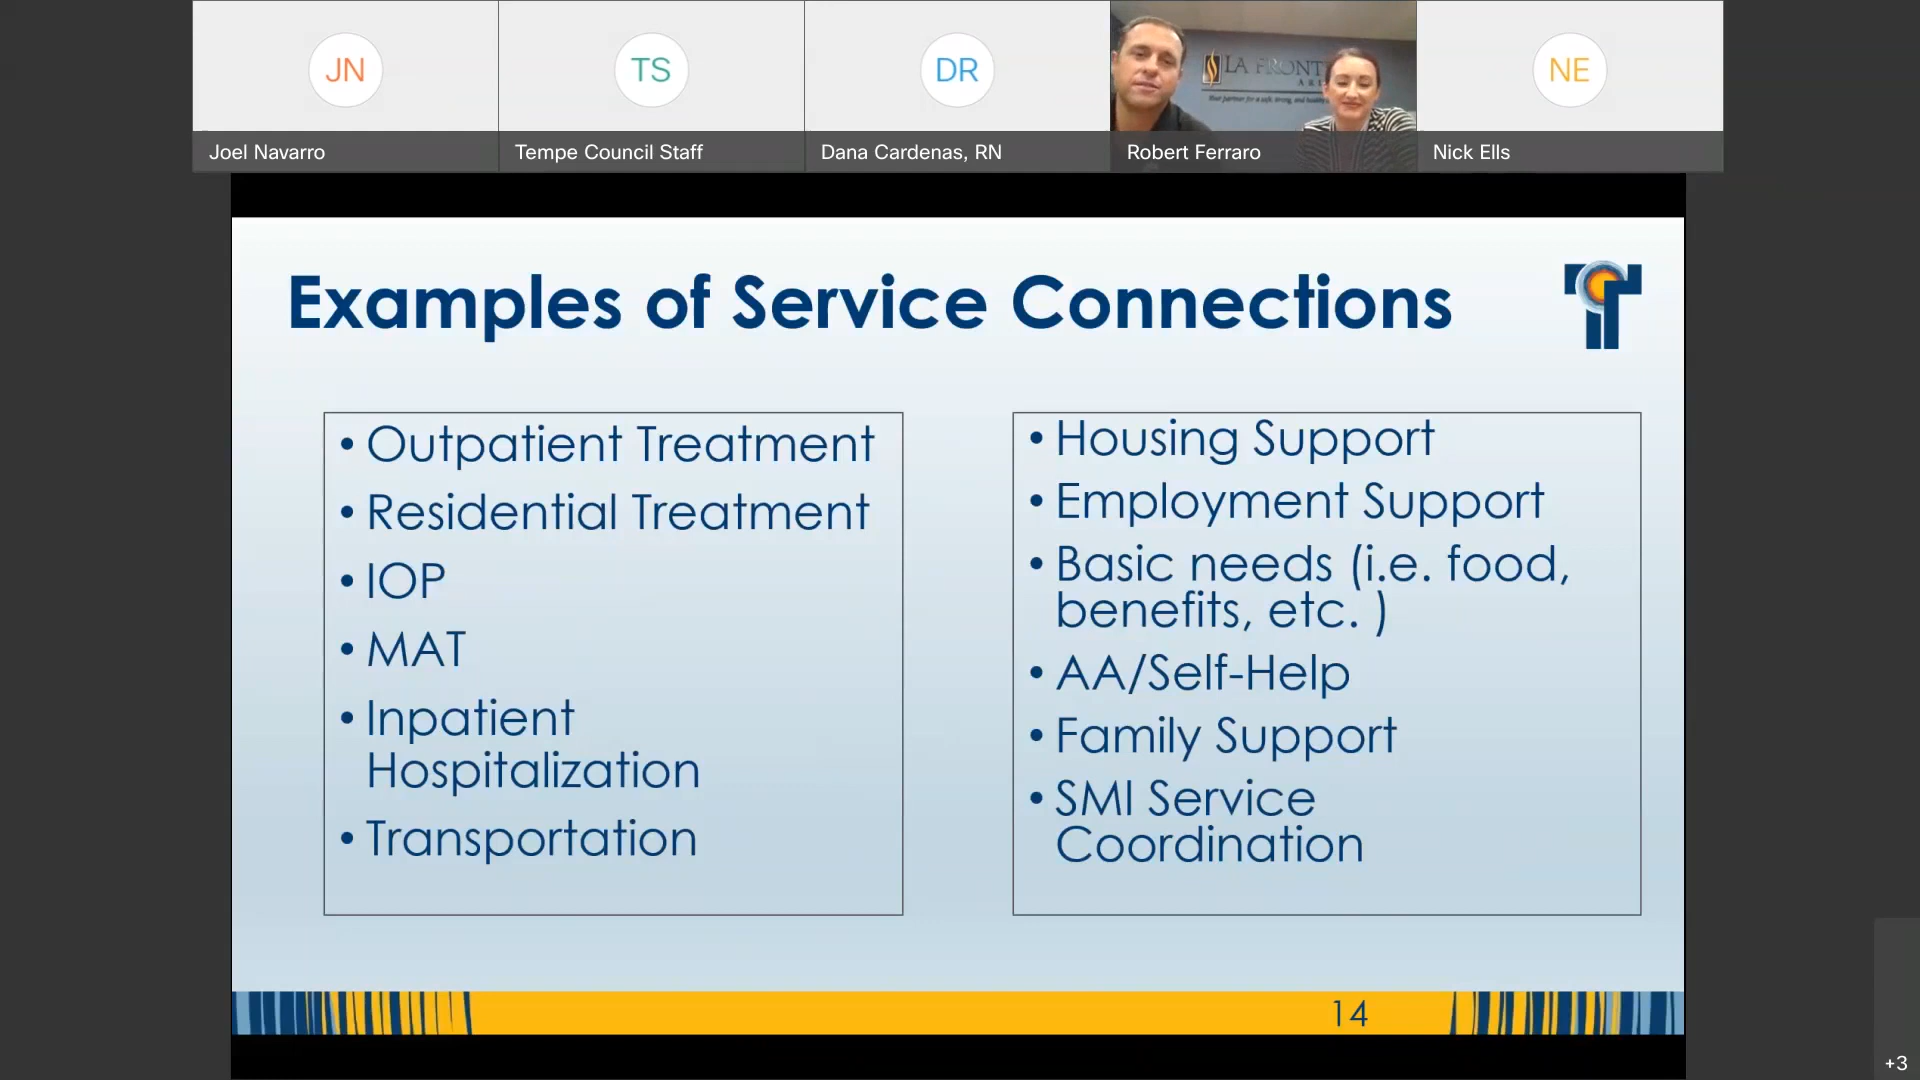 JN
TS
DR
NE
LA FRONT
Joel Navarro
Tempe Council Staff
Dana Cardenas, RN
Robert Ferraro
Nick Ells
Examples of Service Connections
• Outpatient Treatment
• Residential Treatment
• IOP
• MAT
• Inpatient
Hospitalization
• Transportation
• Housing Support
• Employment Support
• Basic needs (i.e. food,
benefits, etc. )
• AA/Self-Help
• Family Support
• SMI Service
Coordination
14
+3